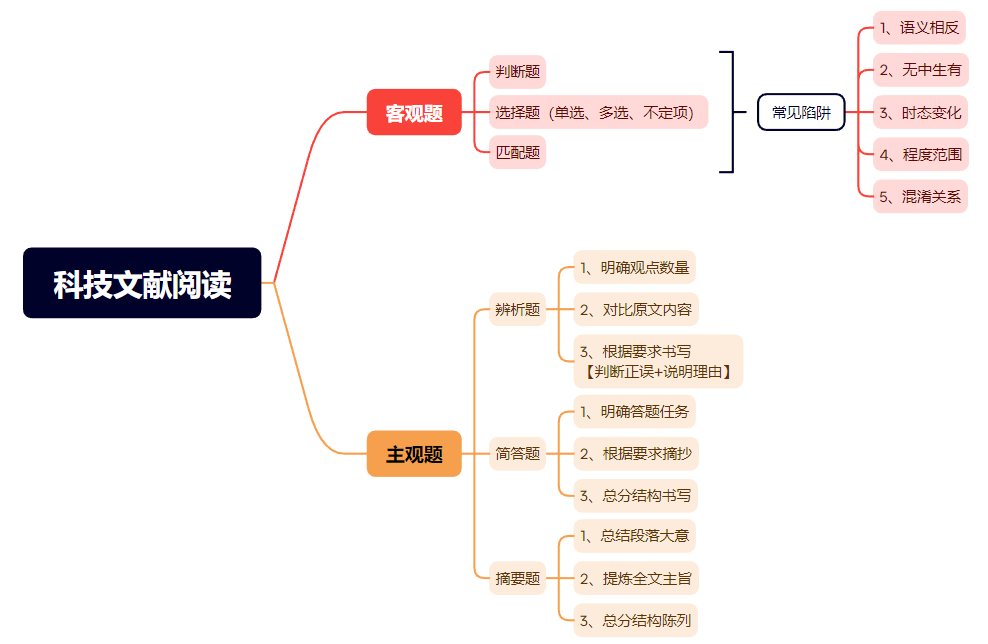 科技文献阅读
客观题
判断题
选择题（单选、多选、不定项）
匹配题
常见陷阱
1、语义相反
2、无中生有
3、时态变化
4、程度范围
5、混淆关系
主观题
辨析题
1、明确观点数量
2、对比原文内容
3、根据要求书写
【判断正误+说明理由】
简答题
1、明确答题任务
2、根据要求摘抄
3、总分结构书写
摘要题
1、总结段落大意
2、提炼全文主旨
3、总分结构陈列